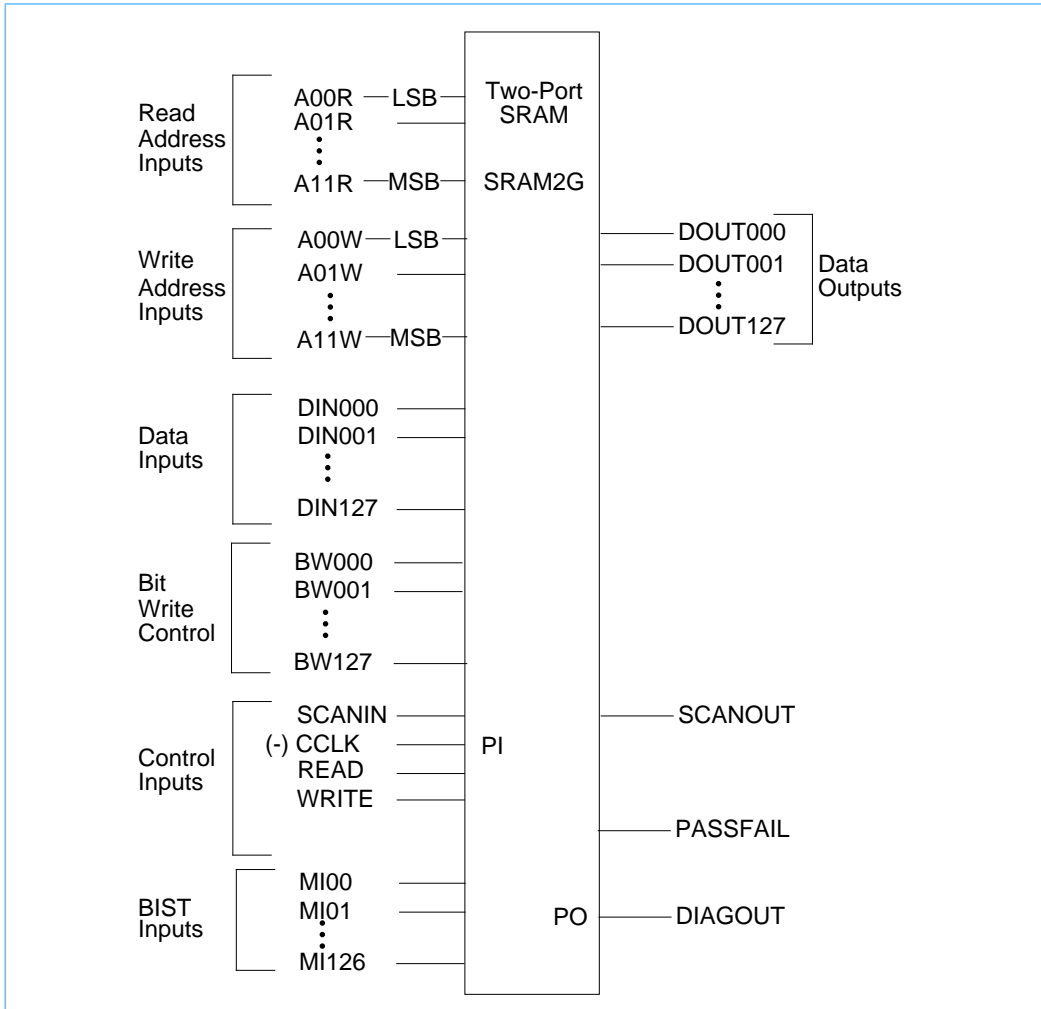 Read
Address
Inputs
A00R LSB
A01R
A11R MSB
Two-Port
SRAM
SRAM2G
Write
Address
Inputs
A00W LSB
A01W
A11W MSB
DOUT000
DOUT001
DOUT127
Data
Outputs
Data
Inputs
DIN000
DIN001
DIN127
Bit
Write
Control
BW000
BW001
BW127
Control
Inputs
SCANIN
(-) CCLK
READ
WRITE
PI
SCANOUT
PASSFAIL
BIST
Inputs
MI00
MI01
MI126
PO
DIAGOUT